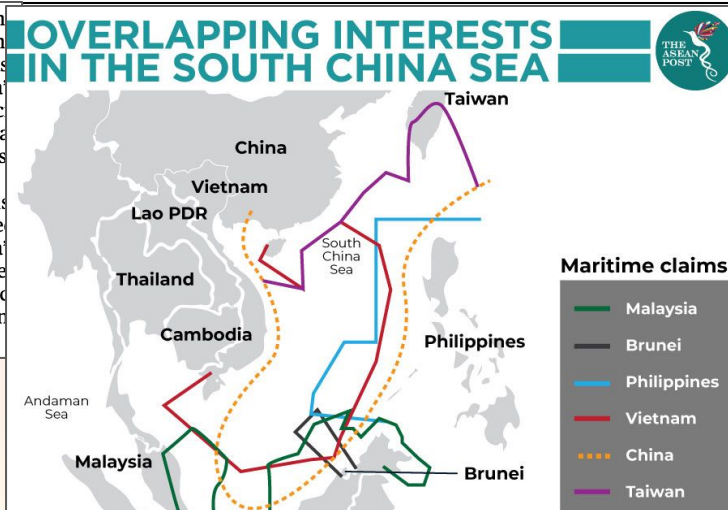 OVERLAPPING INTERESTS
IN THE SOUTH CHINA SEA
THE
ASEAN
POST
Taiwan
China
Vietnam
Lao PDR
South
China
Sea
Thailand
Cambodia
Philippines
Andaman
Sea
Malaysia
Brunei
Maritime claims
Malaysia
Brunei
Philippines
Vietnam
China
Taiwan